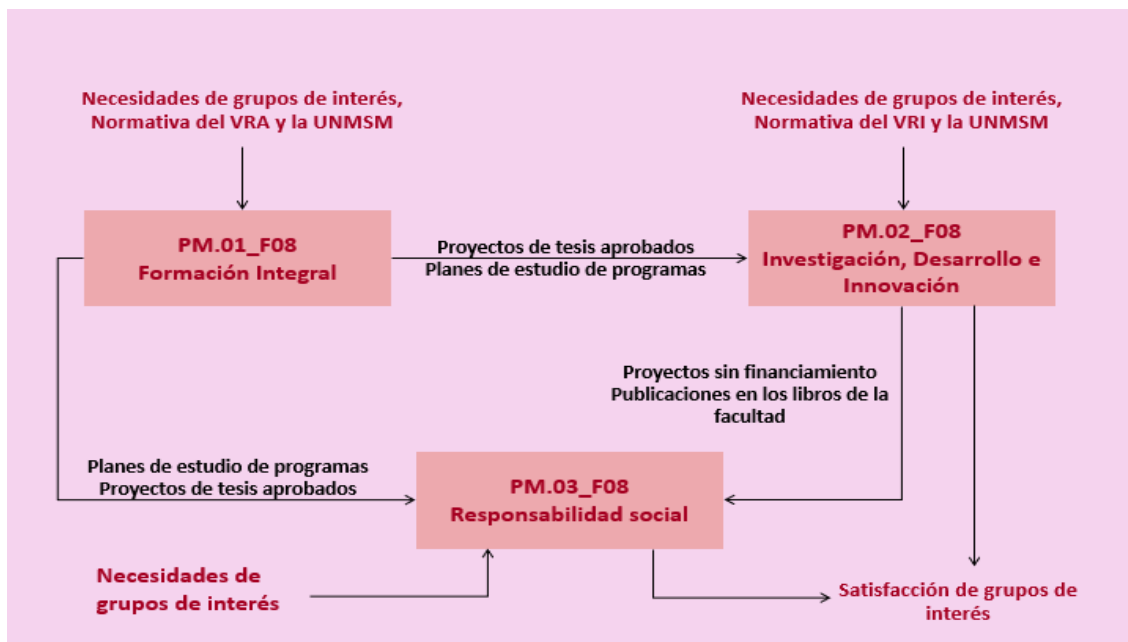 Necesidades de grupos de interés,
Normativa del VRA y la UNMSM
Necesidades de grupos de interés,
Normativa del VRI y la UNMSM
PM.01_F08
Formación Integral
Proyectos de tesis aprobados
Planes de estudio de programas
PM.02_F08
Investigación, Desarrollo e
Innovación
Proyectos sin financiamiento
Publicaciones en los libros de la
facultad
Planes de estudio de programas
Proyectos de tesis aprobados
PM.03_F08
Responsabilidad social
Necesidades de
grupos de interés
Satisfacción de grupos de
interés